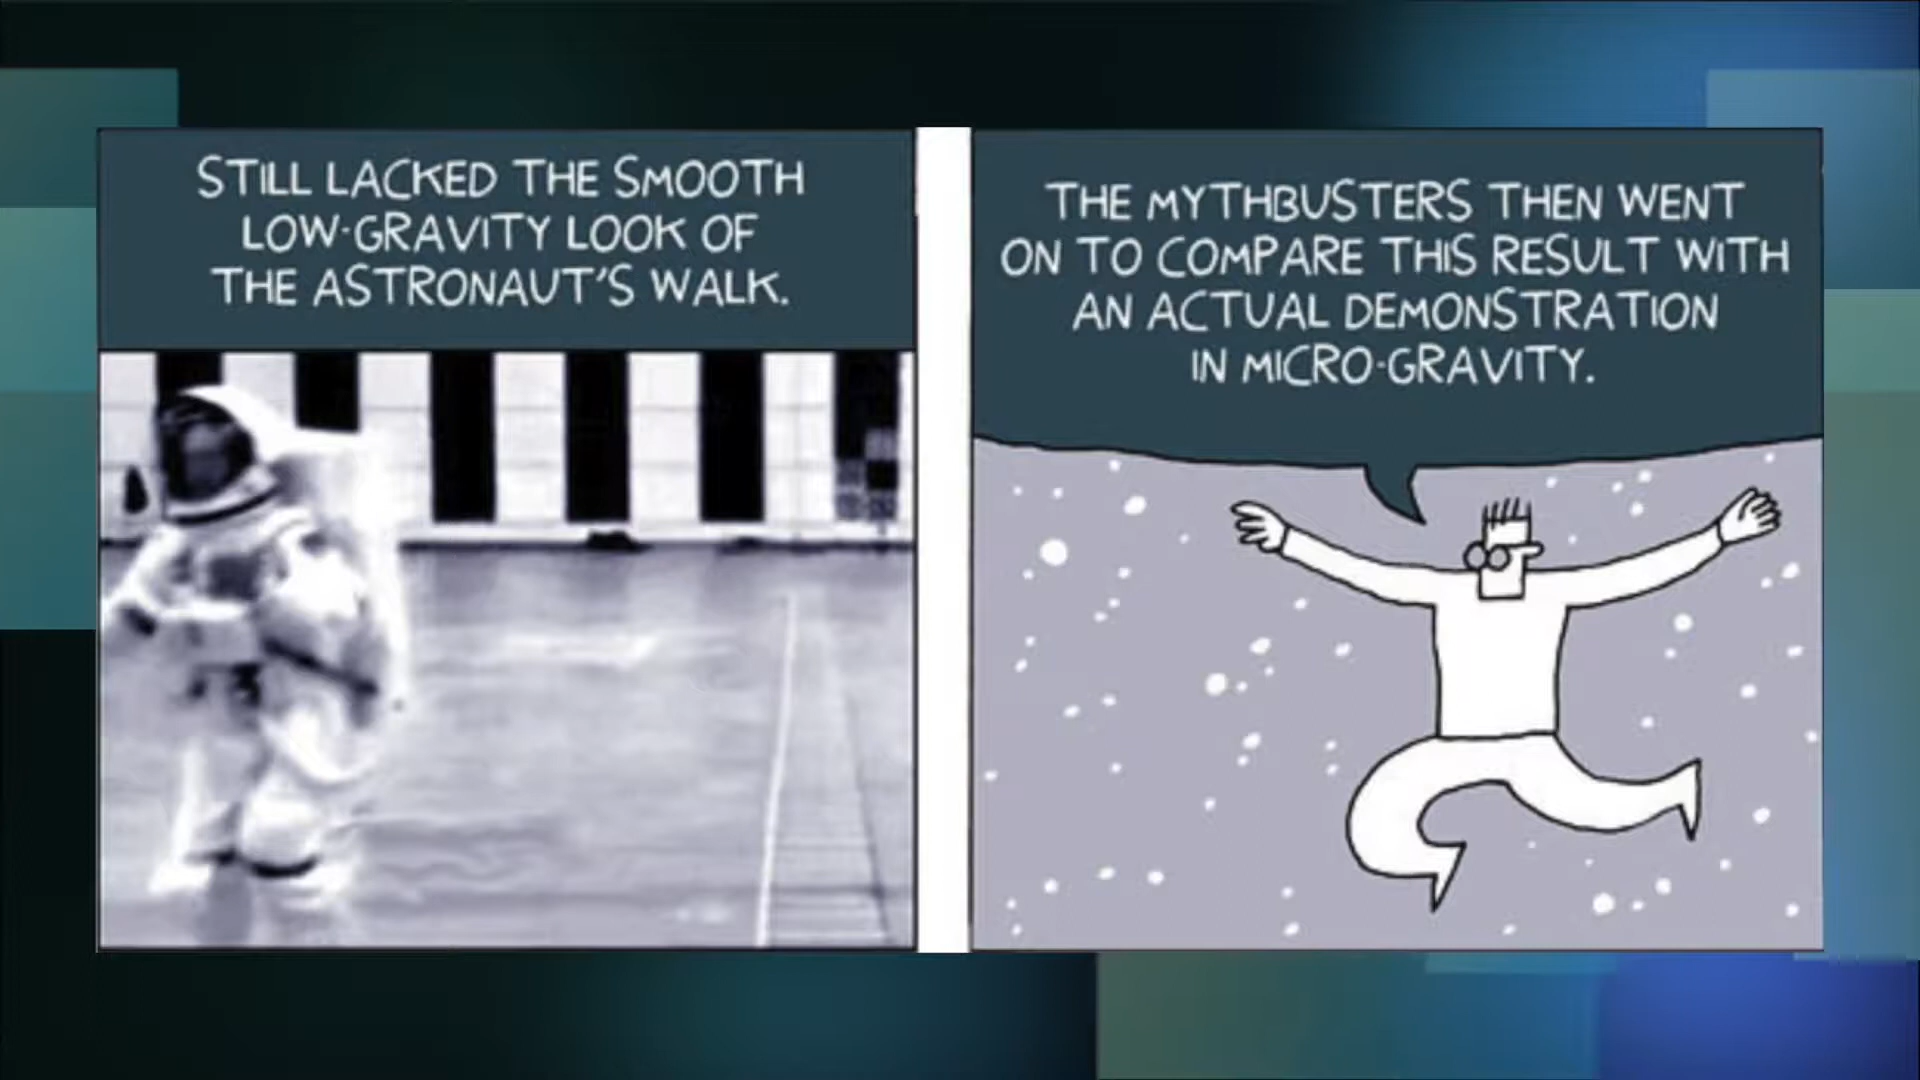 STILL LACKED THE SMOOTH
LOW-GRAVITY LOOK OF
THE ASTRONAUT'S WALK.
THE MYTHBUSTERS THEN WENT
ON TO COMPARE THIS RESULT WITH
AN ACTUAL DEMONSTRATION
IN MICRO-GRAVITY.